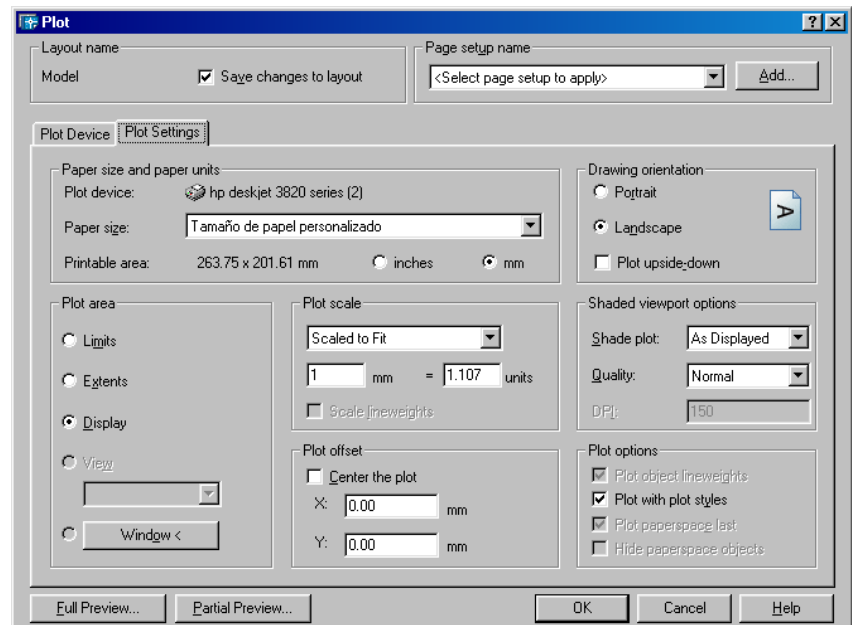 Plot
Layout name
Model
Save changes to layout
Page setup name
<Select page setup to apply>
Add...
Plot Device
Plot Settings
Paper size and paper units
Plot device:
hp deskjet 3820 series (2)
Paper size:
Tamaño de papel personalizado
Printable area:
263.75 x 201.61 mm
inches
mm
Drawing orientation
Portrait
Landscape
Plot upside-down
A
Plot area
Limits
Extents
Display
View
Window <
Plot scale
Scaled to Fit
1 mm = 1.107 units
Scale lineweights
Plot offset
Center the plot
X: 0.00 mm
Y: 0.00 mm
Shaded viewport options
Shade plot: As Displayed
Quality: Normal
DPI: 150
Plot options
Plot object lineweights
Plot with plot styles
Plot paperspace last
Hide paperspace objects
Full Preview...
Partial Preview...
OK
Cancel
Help